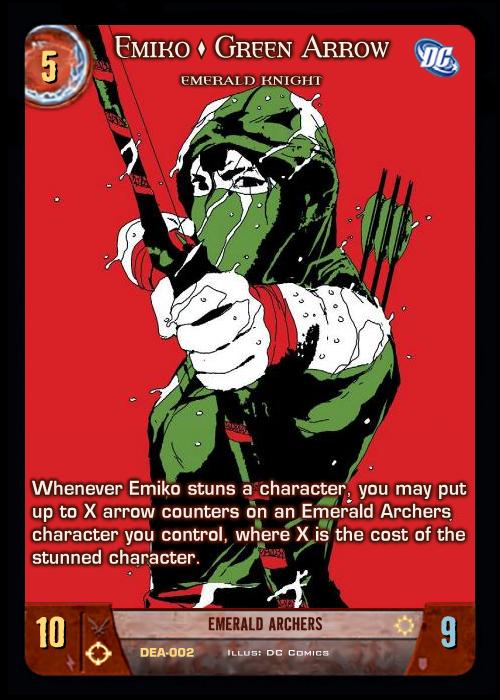 5
Emiko ♦ Green Arrow
DC
Emerald Knight
Whenever Emiko stuns a character, you may put
up to X arrow counters on an Emerald Archers
character you control, where X is the cost of the
stunned character.
10
EMERALD ARCHERS
9
DEA-002 Illus: DC Comics